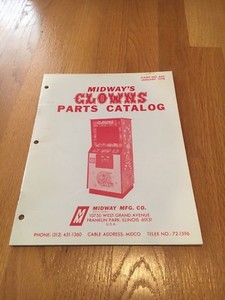 MIDWAY'S
CLOWNS
PARTS CATALOG
MIDWAY MFG. CO.
10750 WEST GRAND AVENUE
FRANKLIN PARK, ILLINOIS 60131
U.S.A.
PHONE: (312) 451-1360 CABLE ADDRESS: MIDCO TELEX NO.: 72-1596